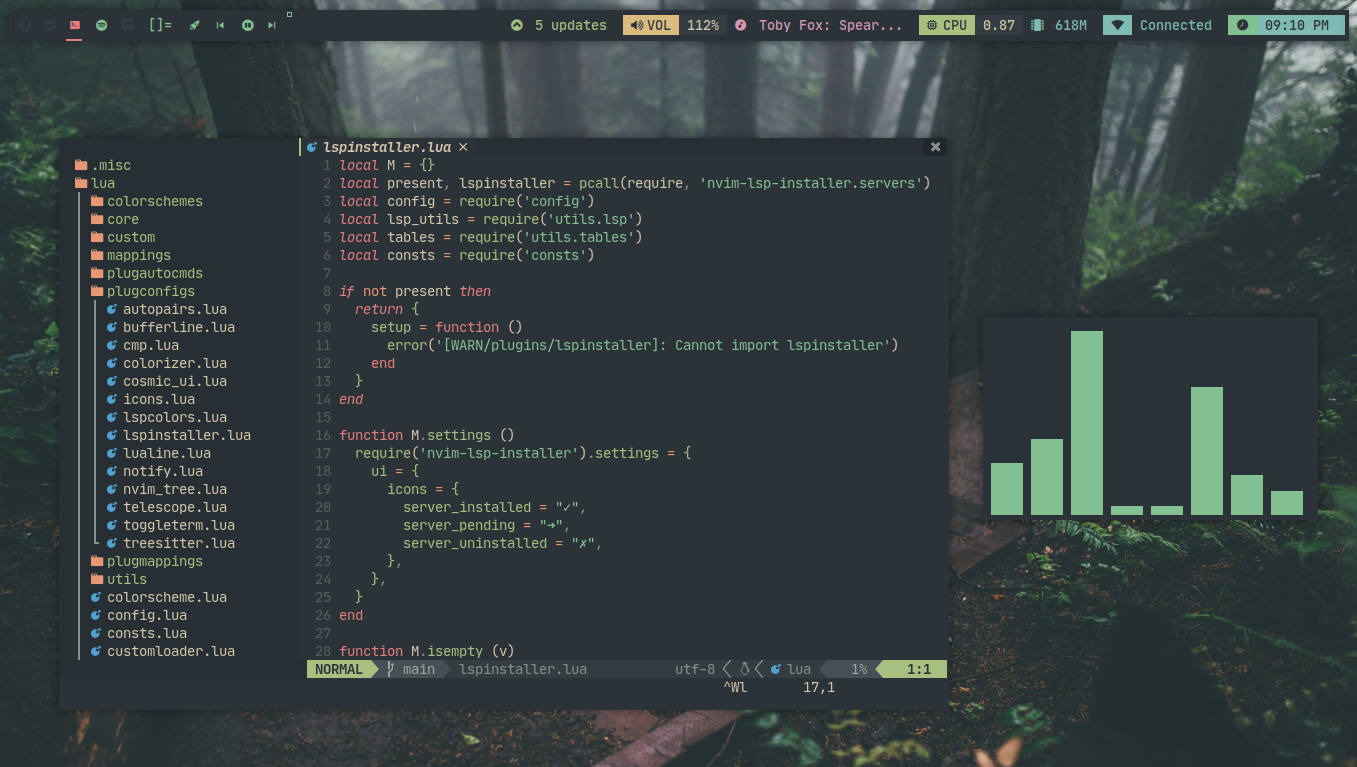 []= 5 updates VOL 112% Toby Fox: Spear... CPU 0.87 618M Connected 09:10 PM
lspinstaller.lua ×
.misc
lua
colorschemes
core
custom
mappings
plugautocmds
plugconfigs
autopairs.lua
bufferline.lua
cmp.lua
colorizer.lua
cosmic_ui.lua
icons.lua
lspcolors.lua
lspinstaller.lua
lualine.lua
notify.lua
nvim_tree.lua
telescope.lua
toggleterm.lua
treesitter.lua
plugmappings
utils
colorscheme.lua
config.lua
consts.lua
customloader.lua
1 local M = {}
2 local present, lspinstaller = pcall(require, 'nvim-lsp-installer.servers')
3 local config = require('config')
4 local lsp_utils = require('utils.lsp')
5 local tables = require('utils.tables')
6 local consts = require('consts')
7
8 if not present then
9 return {
10 setup = function ()
11 error('[WARN/plugins/lspinstaller]: Cannot import lspinstaller')
12 end
13 }
14 end
15
16 function M.settings ()
17 require('nvim-lsp-installer').settings = {
18 ui = {
19 icons = {
20 server_installed = "✓",
21 server_pending = "➜",
22 server_uninstalled = "✗",
23 },
24 },
25 }
26 end
27
28 function M.isempty (v)
NORMAL main lspinstaller.lua utf-8 lua 1% 1:1
^Wl 17,1